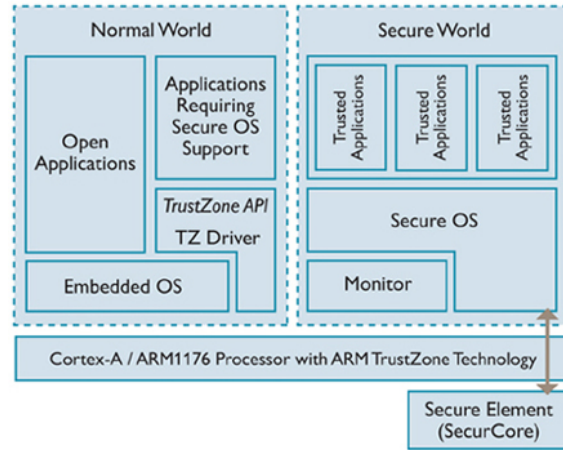 Normal World
Open
Applications
Applications
Requiring
Secure OS
Support
TrustZone API
TZ Driver
Embedded OS
Secure World
Trusted
Applications
Trusted
Applications
Trusted
Applications
Secure OS
Monitor
Cortex-A / ARM1176 Processor with ARM TrustZone Technology
Secure Element
(SecurCore)